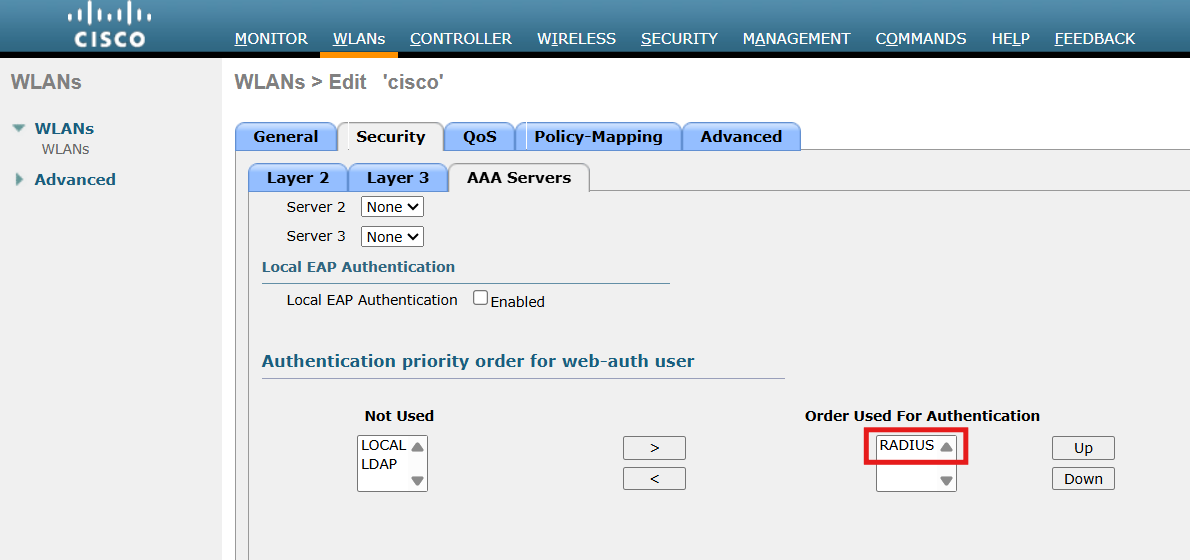 CISCO
MONITOR WLANs CONTROLLER WIRELESS SECURITY MANAGEMENT COMMANDS HELP FEEDBACK
WLANs
WLANs > Edit 'cisco'
WLANs
WLANs
Advanced
General Security QoS Policy-Mapping Advanced
Layer 2 Layer 3 AAA Servers
Server 2 None
Server 3 None
Local EAP Authentication
Local EAP Authentication Enabled
Authentication priority order for web-auth user
Not Used Order Used For Authentication
LOCAL > RADIUS Up
LDAP
< Down